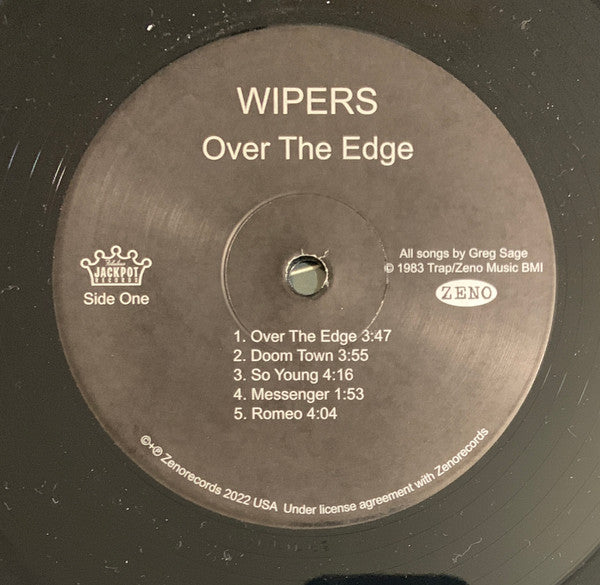 WIPERS
Over The Edge
All songs by Greg Sage
© 1983 Trap/Zeno Music BMI
ZENO
JACKPOT
RECORDS
Side One
1. Over The Edge 3:47
2. Doom Town 3:55
3. So Young 4:16
4. Messenger 1:53
5. Romeo 4:04
©+℗ Zenorecords 2022 USA Under license agreement with Zenorecords